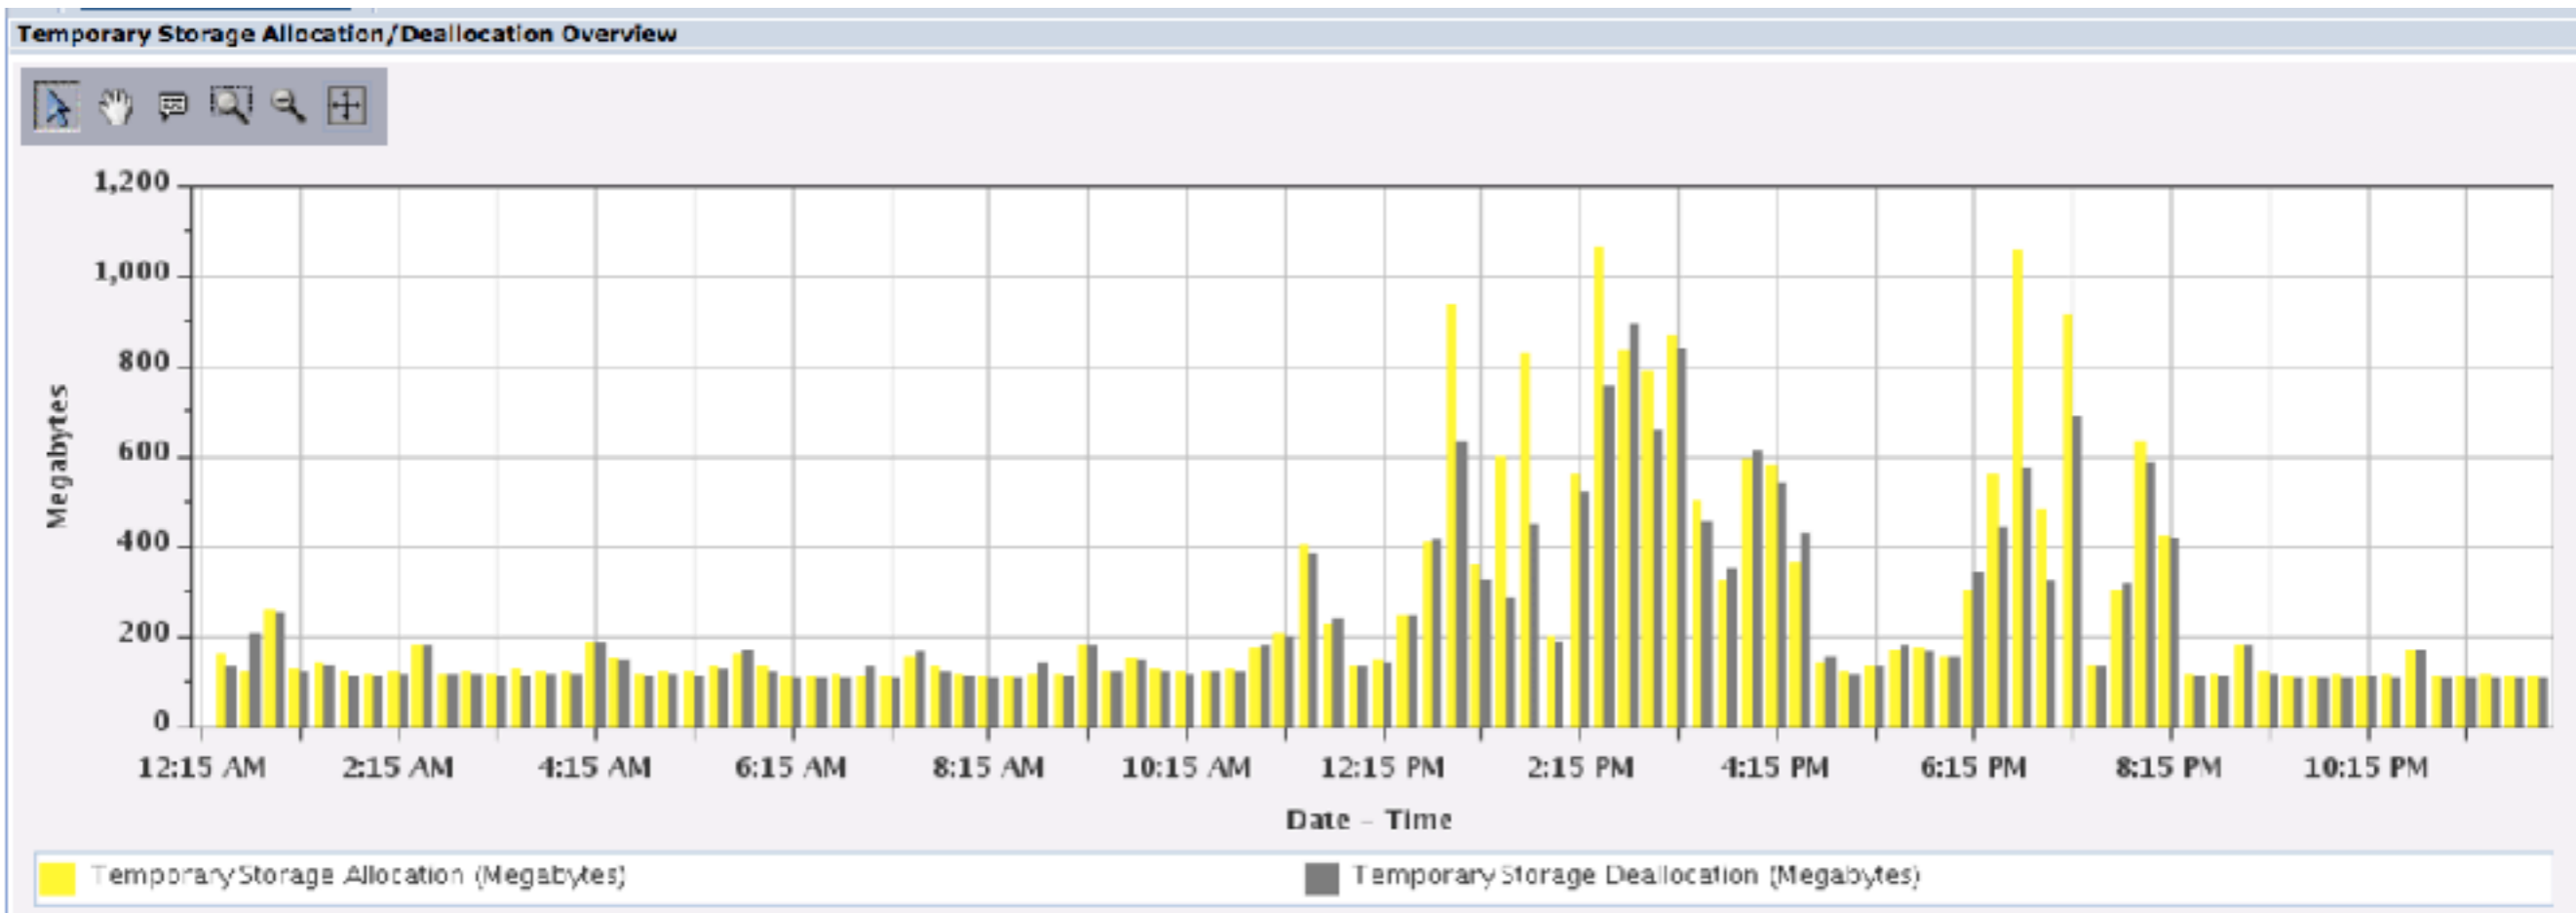 Temporary Storage Allocation/Deallocation Overview
1,200
1,000
800
600
400
200
0
Megabytes
12:15 AM 2:15 AM 4:15 AM 6:15 AM 8:15 AM 10:15 AM 12:15 PM 2:15 PM 4:15 PM 6:15 PM 8:15 PM 10:15 PM
Date - Time
Temporary Storage Allocation (Megabytes) Temporary Storage Deallocation (Megabytes)